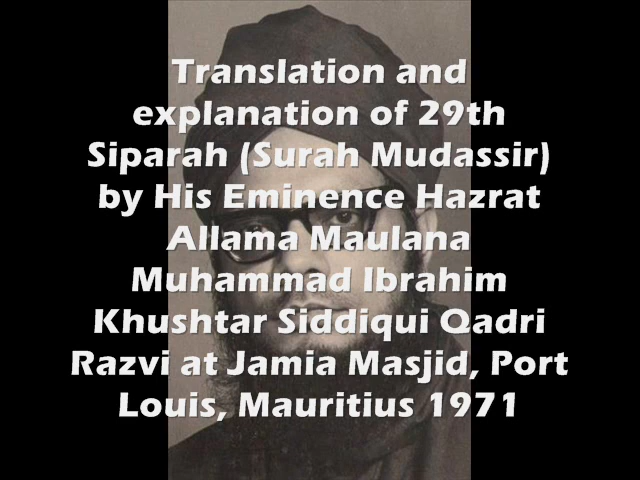 Translation and
explanation of 29th
Siparah (Surah Mudassir)
by His Eminence Hazrat
Allama Maulana
Muhammad Ibrahim
Khushtar Siddiqui Qadri
Razvi at Jamia Masjid, Port
Louis, Mauritius 1971